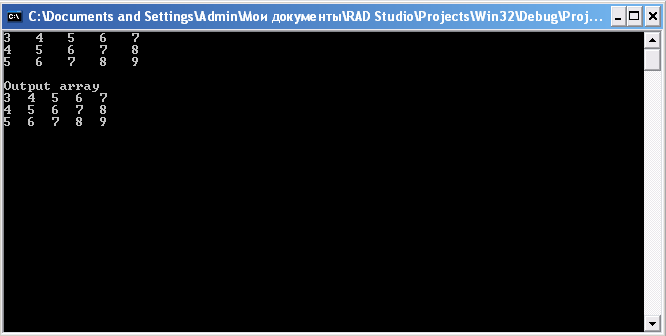 C:\Documents and Settings\Admin\Мои документы\RAD Studio\Projects\Win32\Debug\Proj...
3 4 5 6 7
4 5 6 7 8
5 6 7 8 9
Output array
3 4 5 6 7
4 5 6 7 8
5 6 7 8 9